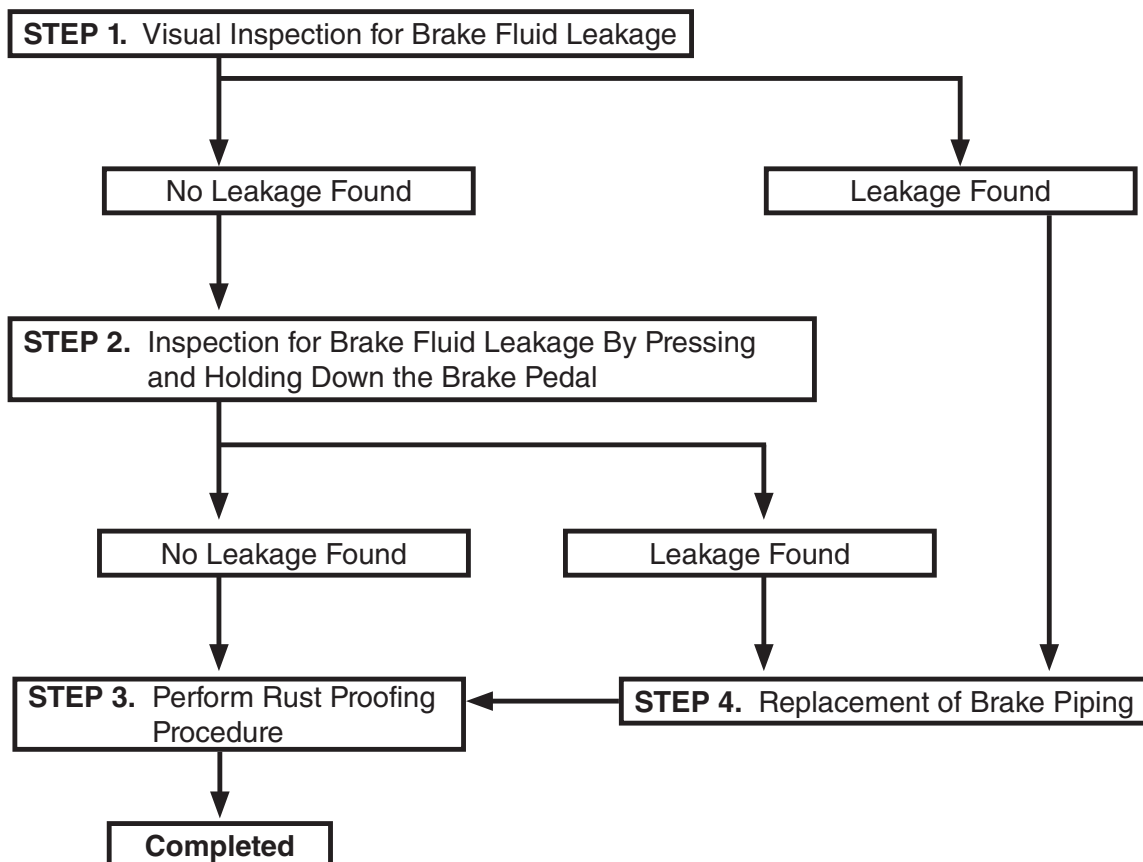 STEP 1. Visual Inspection for Brake Fluid Leakage
No Leakage Found
Leakage Found
STEP 2. Inspection for Brake Fluid Leakage By Pressing
and Holding Down the Brake Pedal
No Leakage Found
Leakage Found
STEP 3. Perform Rust Proofing
Procedure
STEP 4. Replacement of Brake Piping
Completed